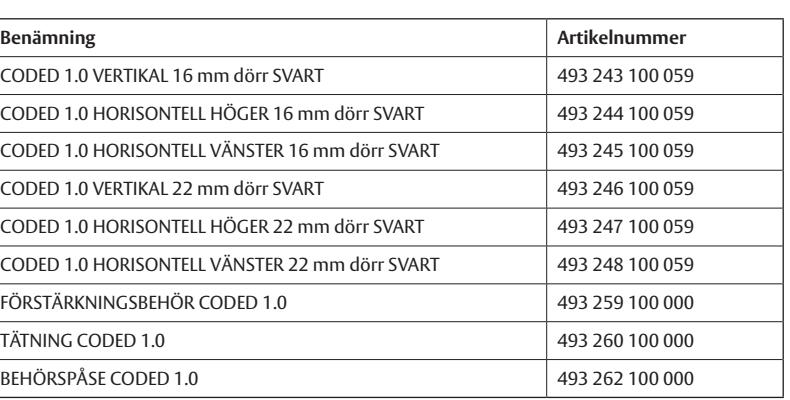 Benämning Artikelnummer
CODED 1.0 VERTIKAL 16 mm dörr SVART 493 243 100 059
CODED 1.0 HORISONTELL HÖGER 16 mm dörr SVART 493 244 100 059
CODED 1.0 HORISONTELL VÄNSTER 16 mm dörr SVART 493 245 100 059
CODED 1.0 VERTIKAL 22 mm dörr SVART 493 246 100 059
CODED 1.0 HORISONTELL HÖGER 22 mm dörr SVART 493 247 100 059
CODED 1.0 HORISONTELL VÄNSTER 22 mm dörr SVART 493 248 100 059
FÖRSTÄRKNINGSBEHÖR CODED 1.0 493 259 100 000
TÄTNING CODED 1.0 493 260 100 000
BEHÖRSPÅSE CODED 1.0 493 262 100 000